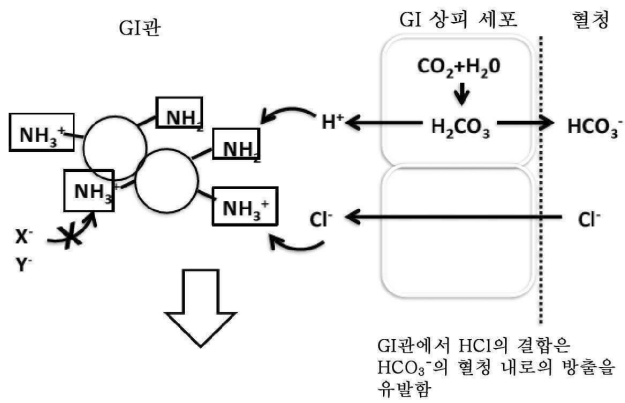 GI관
GI 상피 세포
혈청
CO₂+H₂0
NH₂
NH₃⁺
H⁺
H₂CO₃
HCO₃⁻
NH₂
NH₃⁺
NH₃⁺
Cl⁻
Cl⁻
X⁻
Y⁻
GI관에서 HCl의 결합은
HCO₃⁻의 혈청 내로의 방출을
유발함